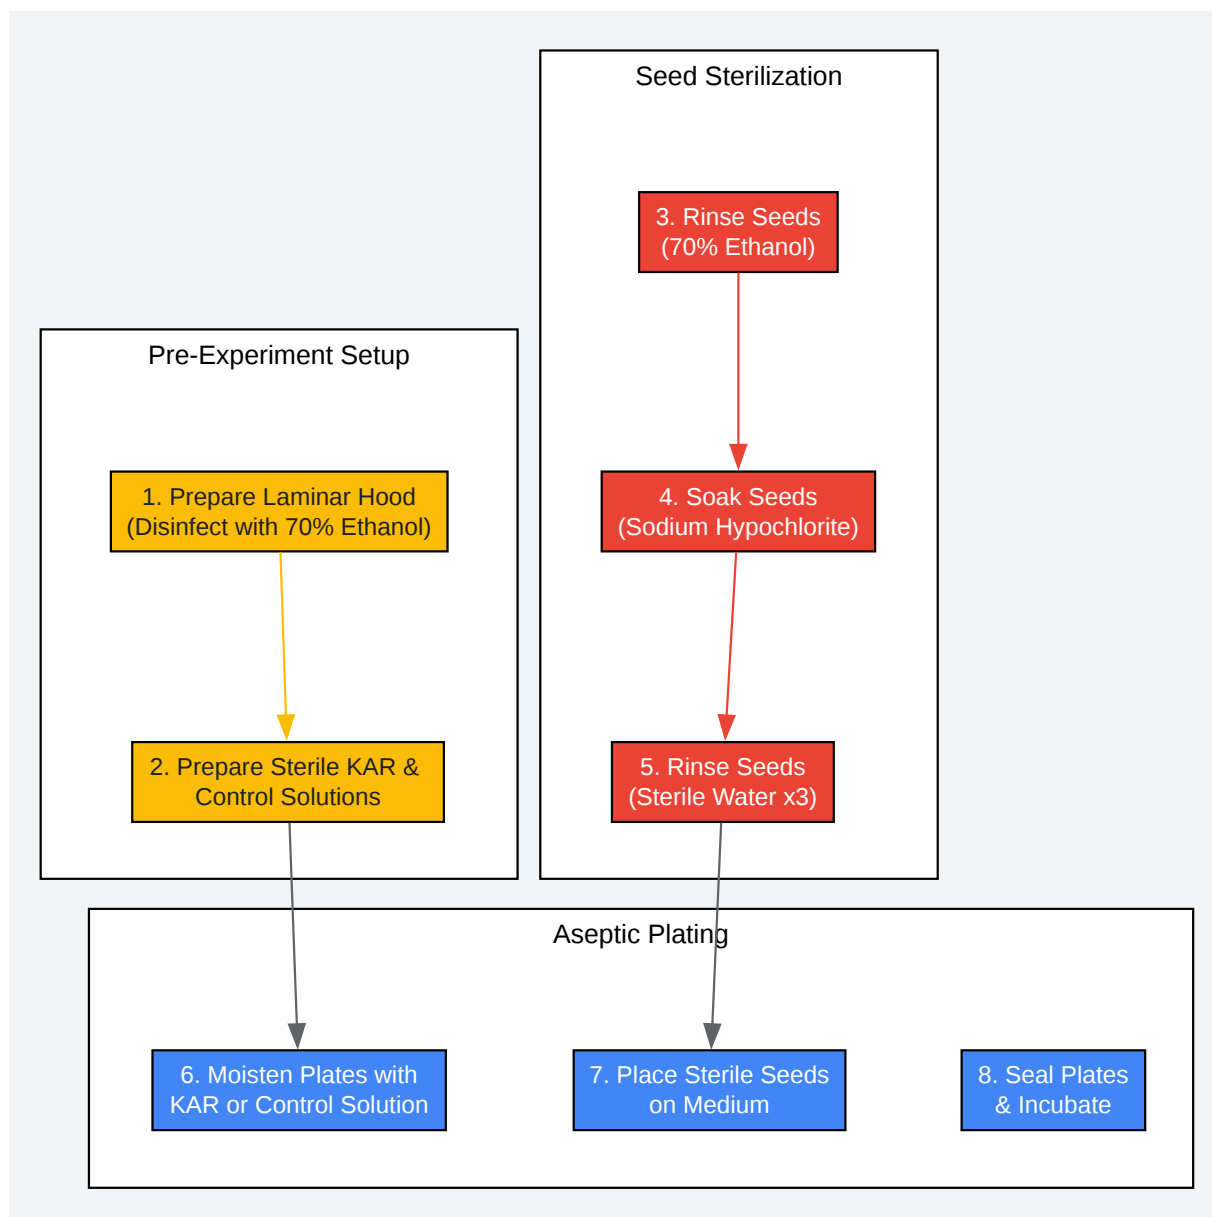 Seed Sterilization
3. Rinse Seeds
(70% Ethanol)
Pre-Experiment Setup
1. Prepare Laminar Hood
(Disinfect with 70% Ethanol)
4. Soak Seeds
(Sodium Hypochlorite)
2. Prepare Sterile KAR &
Control Solutions
5. Rinse Seeds
(Sterile Water x3)
Aseptic Plating
6. Moisten Plates with
KAR or Control Solution
7. Place Sterile Seeds
on Medium
8. Seal Plates
& Incubate